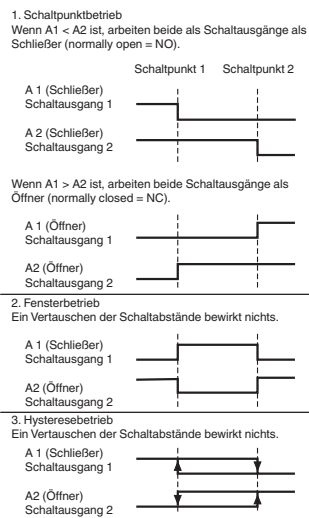 1. Schaltpunktbetrieb
Wenn A1 < A2 ist, arbeiten beide als Schaltausgänge als
Schließer (normally open = NO).
Schaltpunkt 1 Schaltpunkt 2
A 1 (Schließer)
Schaltausgang 1
A 2 (Schließer)
Schaltausgang 2
Wenn A1 > A2 ist, arbeiten beide Schaltausgänge als
Öffner (normally closed = NC).
A 1 (Öffner)
Schaltausgang 1
A2 (Öffner)
Schaltausgang 2
2. Fensterbetrieb
Ein Vertauschen der Schaltabstände bewirkt nichts.
A 1 (Schließer)
Schaltausgang 1
A2 (Öffner)
Schaltausgang 2
3. Hysteresebetrieb
Ein Vertauschen der Schaltabstände bewirkt nichts.
A 1 (Schließer)
Schaltausgang 1
A2 (Öffner)
Schaltausgang 2